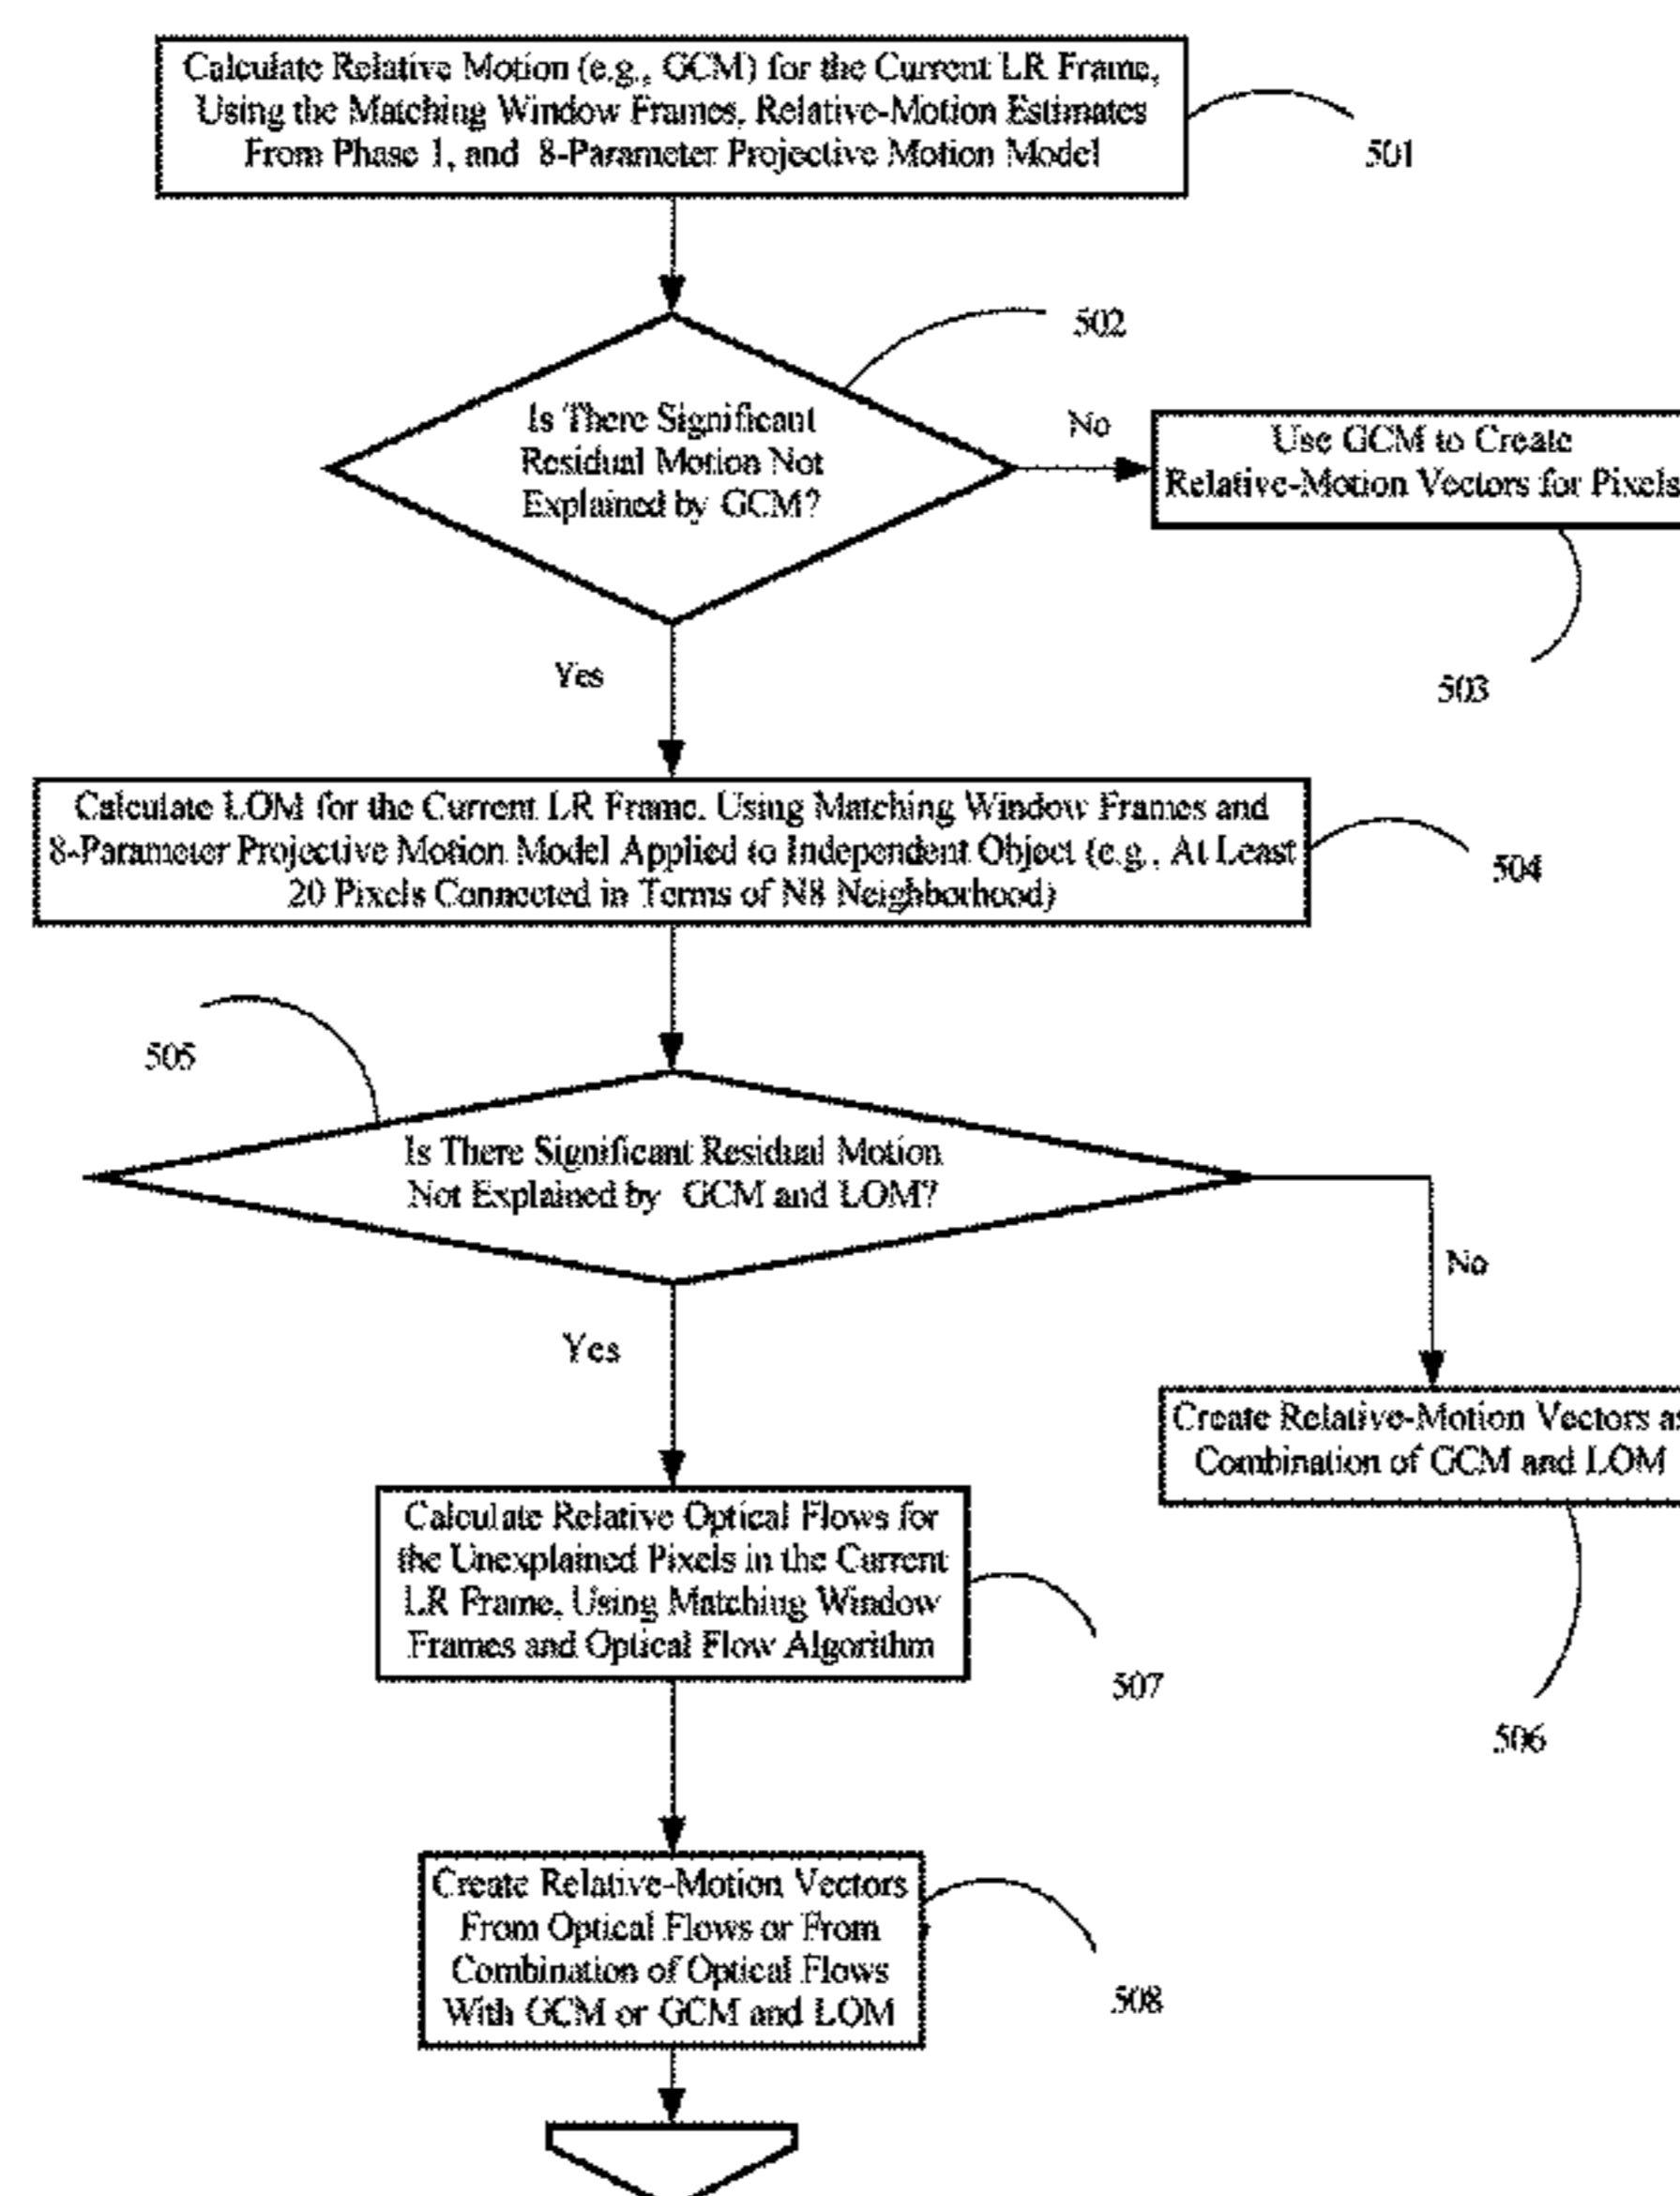 Calculate Relative Motion (e.g., GCM) for the Current LR Frame,
Using the Matching Window Frames, Relative-Motion Estimates
From Phase 1, and 8-Parameter Projective Motion Model
501
502
Is There Significant
Residual Motion Not
Explained by GCM?
No
Use GCM to Create
Relative-Motion Vectors for Pixels
503
Yes
Calculate LOM for the Current LR Frame, Using Matching Window Frames and
8-Parameter Projective Motion Model Applied to Independent Object (e.g., At Least
20 Pixels Connected in Terms of N8 Neighborhood)
504
505
Is There Significant Residual Motion
Not Explained by GCM and LOM?
No
Yes
Create Relative-Motion Vectors as
Combination of GCM and LOM
506
Calculate Relative Optical Flows for
the Unexplained Pixels in the Current
LR Frame, Using Matching Window
Frames and Optical Flow Algorithm
507
Create Relative-Motion Vectors
From Optical Flows or From
Combination of Optical Flows
With GCM or GCM and LOM
508